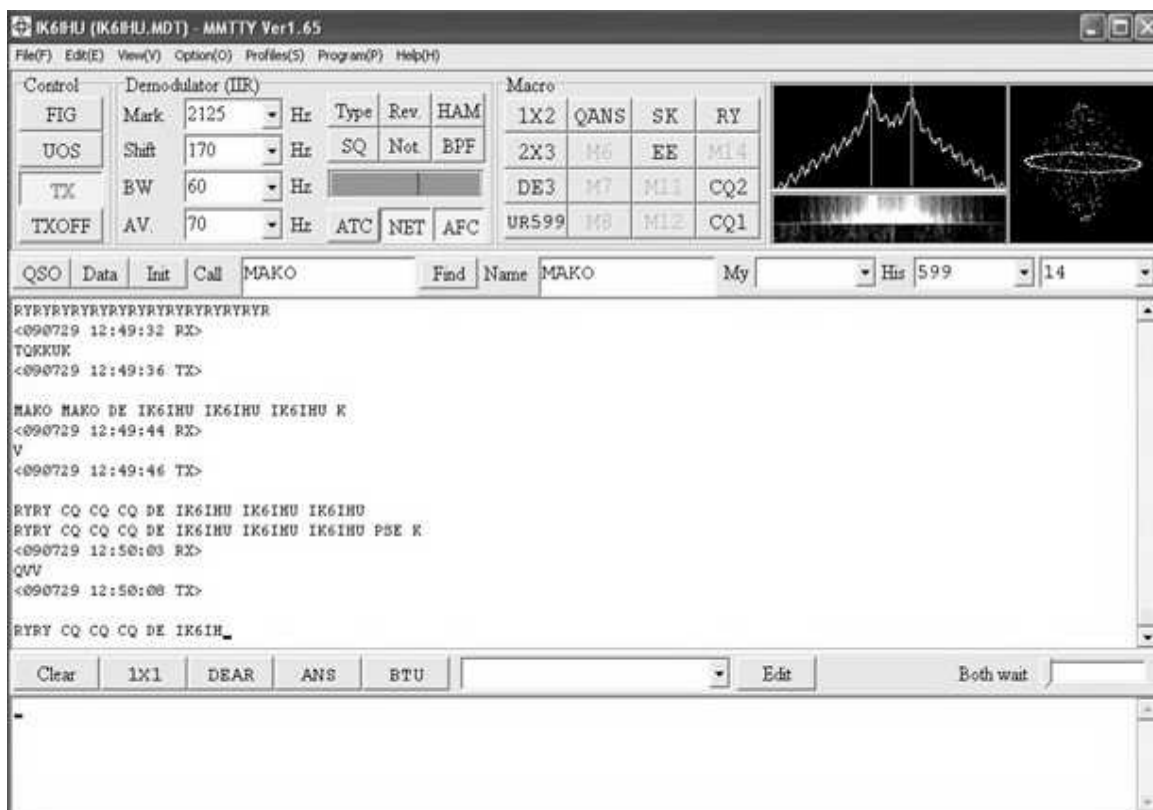 IK6IHU (IK6IHU.MDT) - MMTTY Ver1.65
File(F) Edit(E) View(V) Option(O) Profiles(S) Program(P) Help(H)
Control
FIG
UOS
TX
TXOFF
Demodulator (IIR)
Mark 2125 Hz
Shift 170 Hz
BW 60 Hz
AV. 70 Hz
Type Rev. HAM
SQ Not. BPF
ATC NET AFC
Macro
1X2 QANS SK RY
2X3 M6 EE M14
DE3 M7 M11 CQ2
UR599 M8 M12 CQ1
QSO Data Init Call MAKO Find Name MAKO My His 599 14
RYRYRYRYRYRYRYRYRYRYRYRYRYR
<090729 12:49:32 RX>
TQKKUK
<090729 12:49:36 TX>
MAKO MAKO DE IK6IHU IK6IHU IK6IHU K
<090729 12:49:44 RX>
V
<090729 12:49:46 TX>
RYRY CQ CQ CQ DE IK6IHU IK6IHU IK6IHU
RYRY CQ CQ CQ DE IK6IHU IK6IHU IK6IHU PSE K
<090729 12:50:03 RX>
QVV
<090729 12:50:08 TX>
RYRY CQ CQ CQ DE IK6IH_
Clear 1X1 DEAR ANS BTU Edit Both wait